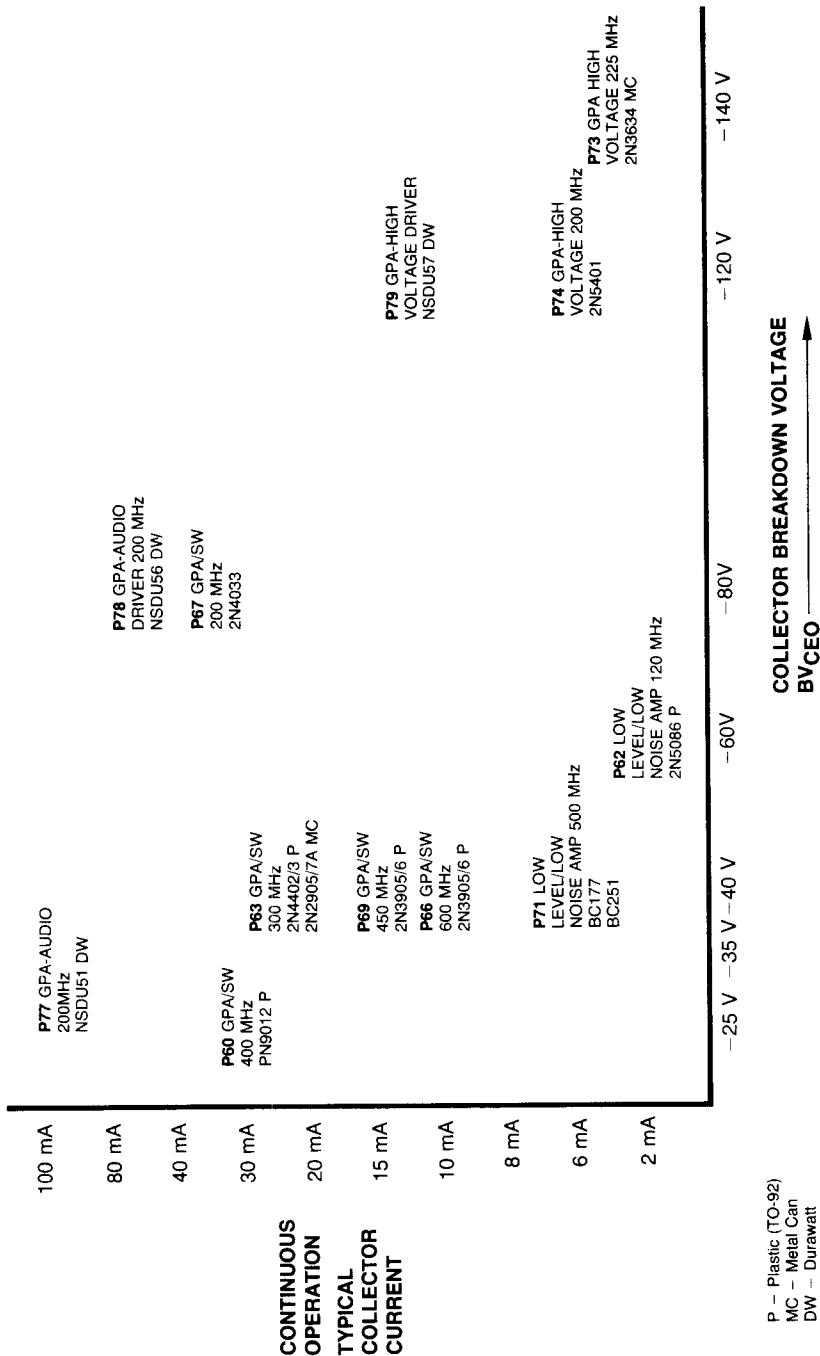 CONTINUOUS
OPERATION
TYPICAL
COLLECTOR
CURRENT
100 mA
80 mA
40 mA
30 mA
20 mA
15 mA
10 mA
8 mA
6 mA
2 mA
P77 GPA-AUDIO
200MHz
NSDU51 DW
P78 GPA-AUDIO
DRIVER 200 MHz
NSDU56 DW
P67 GPA/SW
200 MHz
2N4033
P60 GPA/SW
400 MHz
PN9012 P
P63 GPA/SW
300 MHz
2N4402/3 P
2N2905/7A MC
P69 GPA/SW
450 MHz
2N3905/6 P
P66 GPA/SW
600 MHz
2N3905/6 P
P79 GPA-HIGH
VOLTAGE DRIVER
NSDU57 DW
P71 LOW
LEVEL/LOW
NOISE AMP 500 MHz
BC177
BC251
P74 GPA-HIGH
VOLTAGE 200 MHz
2N5401
P73 GPA HIGH
VOLTAGE 225 MHz
2N3634 MC
P62 LOW
LEVEL/LOW
NOISE AMP 120 MHz
2N5086 P
−25 V −35 V −40 V −60V −80V −120 V −140 V
COLLECTOR BREAKDOWN VOLTAGE
BVCEO
P – Plastic (TO-92)
MC – Metal Can
DW – Durawatt